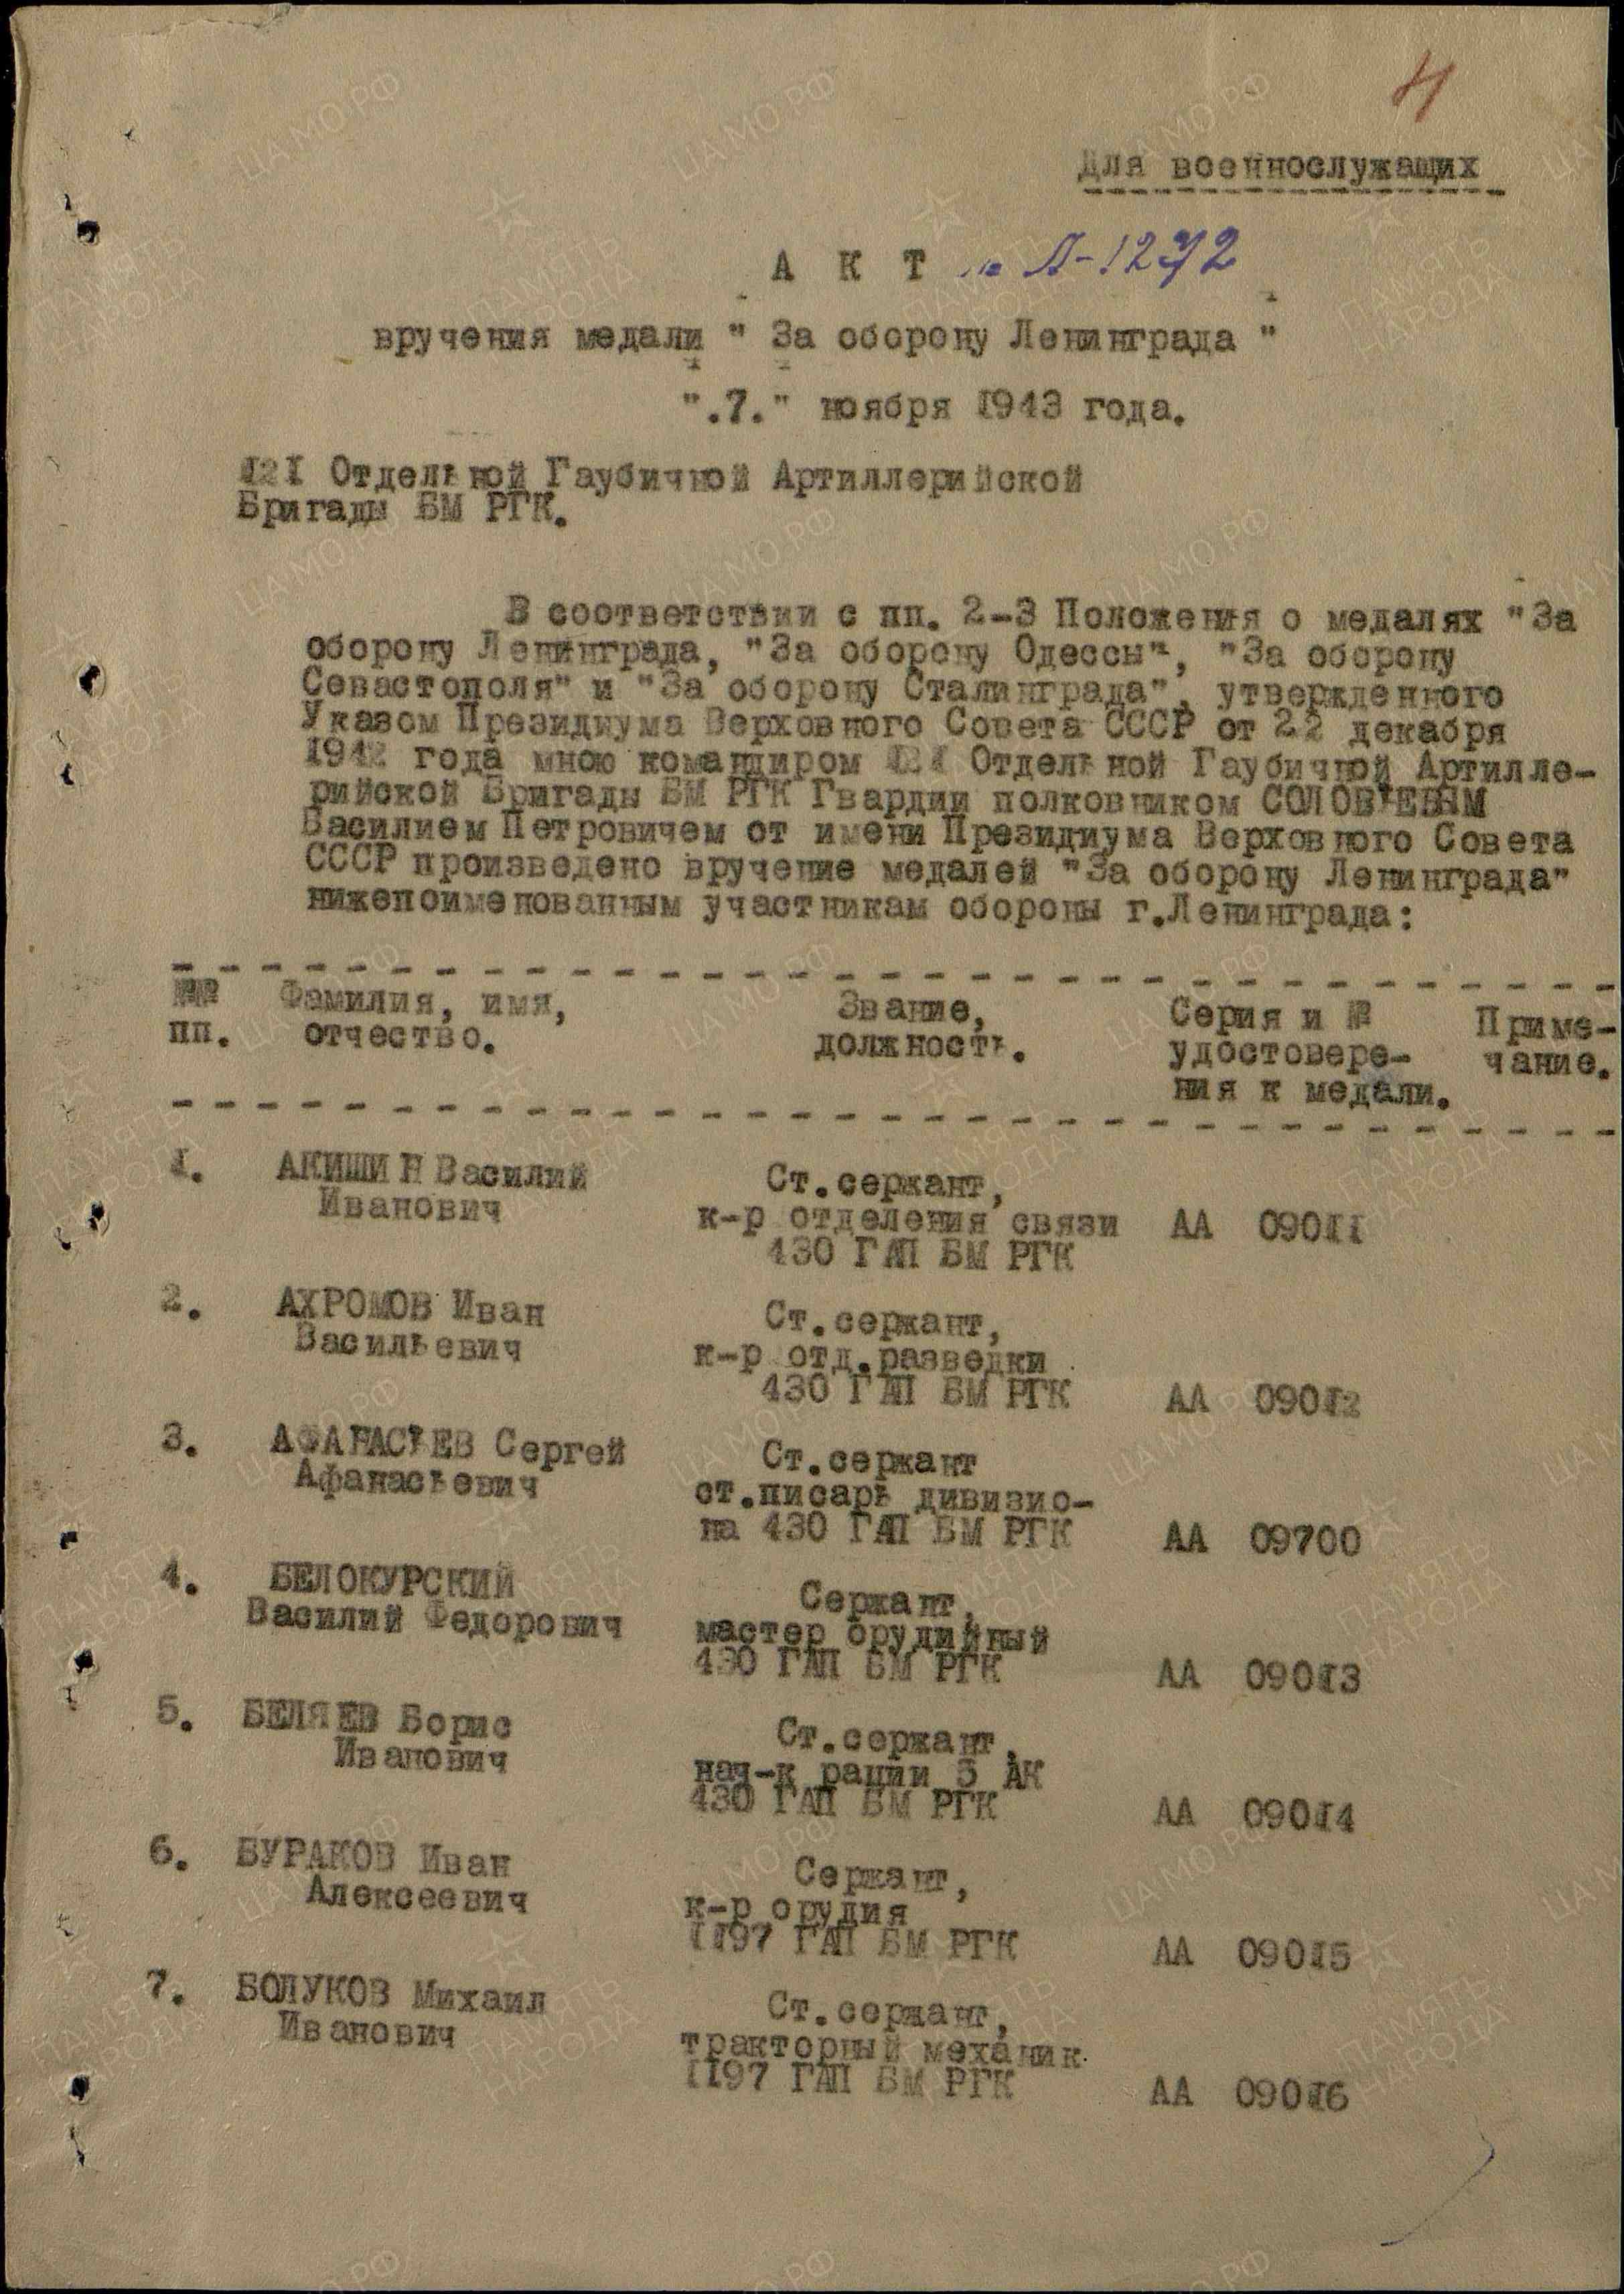 Для военнослужащих
А К Т № Л-1272
вручения медали " За оборону Ленинграда "
".7." ноября 1943 года.
121 Отдельной Гаубичной Артиллерийской
Бригады БМ РГК.
В соответствии с пп. 2-3 Положения о медалях "За
оборону Ленинграда, "За оборону Одессы", "За оборону
Севастополя" и "За оборону Сталинграда", утвержденного
Указом Президиума Верховного Совета СССР от 22 декабря
1942 года мною командиром 121 Отдельной Гаубичной Артилле-
рийской Бригады БМ РГК Гвардии полковником СОЛОВЬЕВЫМ
Василием Петровичем от имени Президиума Верховного Совета
СССР произведено вручение медалей "За оборону Ленинграда"
нижепоименованным участникам обороны г.Ленинграда:
№№ Фамилия, имя, Звание, Серия и № Приме-
пп. отчество. должность. удостовере- чание.
ния к медали.
1. АКИШИН Василий Ст.сержант,
Иванович к-р отделения связи АА 09011
430 ГАП БМ РГК
2. АХРОМОВ Иван Ст.сержант,
Васильевич к-р отд.разведки
430 ГАП БМ РГК АА 09012
3. АФАНАСЬЕВ Сергей Ст.сержант
Афанасьевич ст.писарь дивизио-
на 430 ГАП БМ РГК АА 09700
4. БЕЛОКУРСКИЙ Сержант,
Василий Федорович мастер орудийный
430 ГАП БМ РГК АА 09013
5. БЕЛЯЕВ Борис Ст.сержант,
Иванович нач-к рации 3 АК
430 ГАП БМ РГК АА 09014
6. БУРАКОВ Иван Сержант,
Алексеевич к-р орудия
1197 ГАП БМ РГК АА 09015
7. БОЛУКОВ Михаил Ст.сержант,
Иванович тракторный механик
1197 ГАП БМ РГК АА 09016